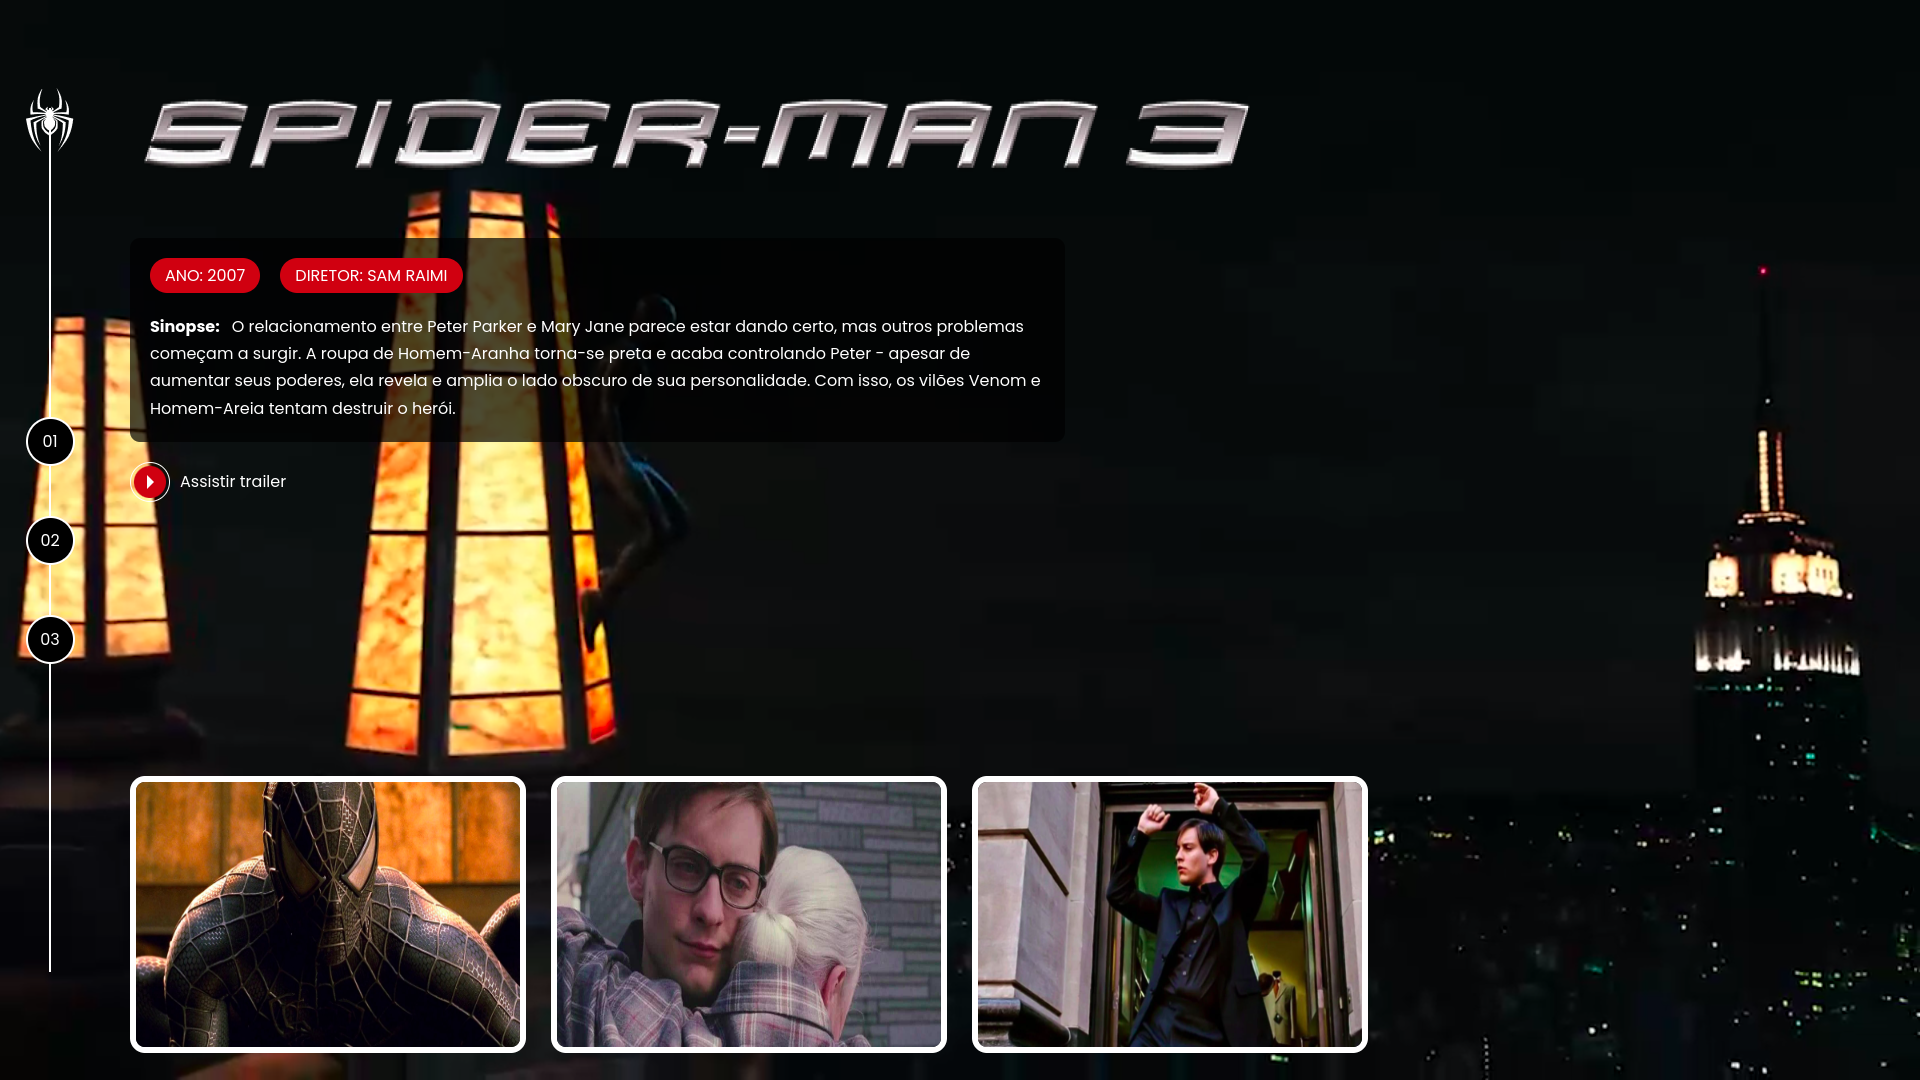 SPIDER-MAN 3
ANO: 2007
DIRETOR: SAM RAIMI
Sinopse: O relacionamento entre Peter Parker e Mary Jane parece estar dando certo, mas outros problemas
começam a surgir. A roupa de Homem-Aranha torna-se preta e acaba controlando Peter - apesar de
aumentar seus poderes, ela revela e amplia o lado obscuro de sua personalidade. Com isso, os vilões Venom e
Homem-Areia tentam destruir o herói.
Assistir trailer
01
02
03